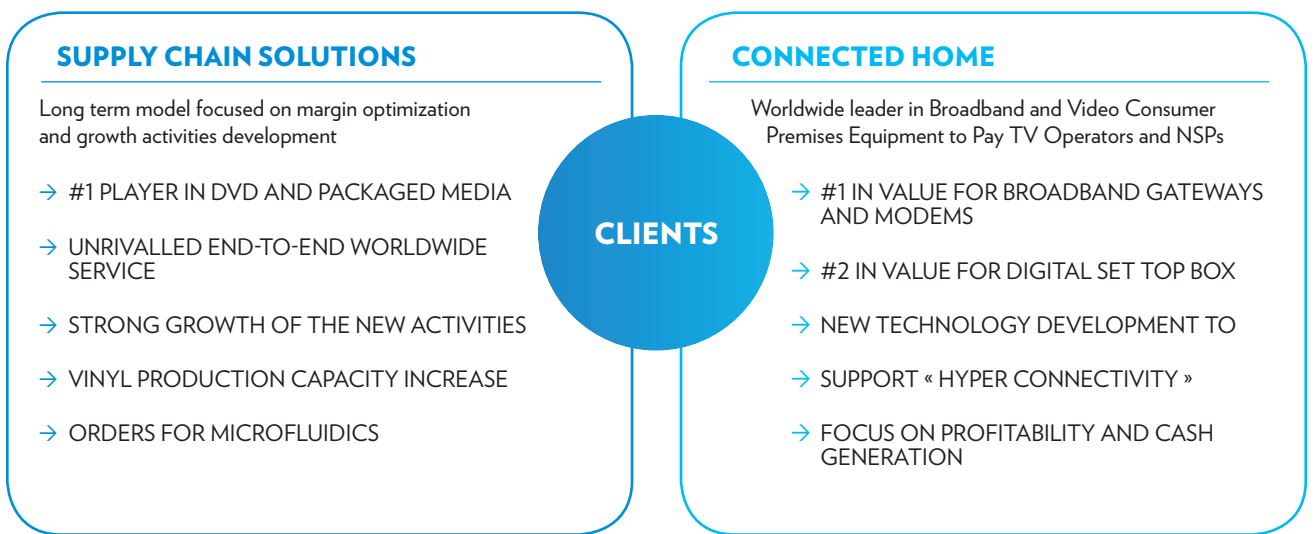 SUPPLY CHAIN SOLUTIONS
Long term model focused on margin optimization
and growth activities development
→ #1 PLAYER IN DVD AND PACKAGED MEDIA
→ UNRIVALLED END-TO-END WORLDWIDE
SERVICE
→ STRONG GROWTH OF THE NEW ACTIVITIES
→ VINYL PRODUCTION CAPACITY INCREASE
→ ORDERS FOR MICROFLUIDICS
CLIENTS
CONNECTED HOME
Worldwide leader in Broadband and Video Consumer
Premises Equipment to Pay TV Operators and NSPs
→ #1 IN VALUE FOR BROADBAND GATEWAYS
AND MODEMS
→ #2 IN VALUE FOR DIGITAL SET TOP BOX
→ NEW TECHNOLOGY DEVELOPMENT TO
→ SUPPORT « HYPER CONNECTIVITY »
→ FOCUS ON PROFITABILITY AND CASH
GENERATION